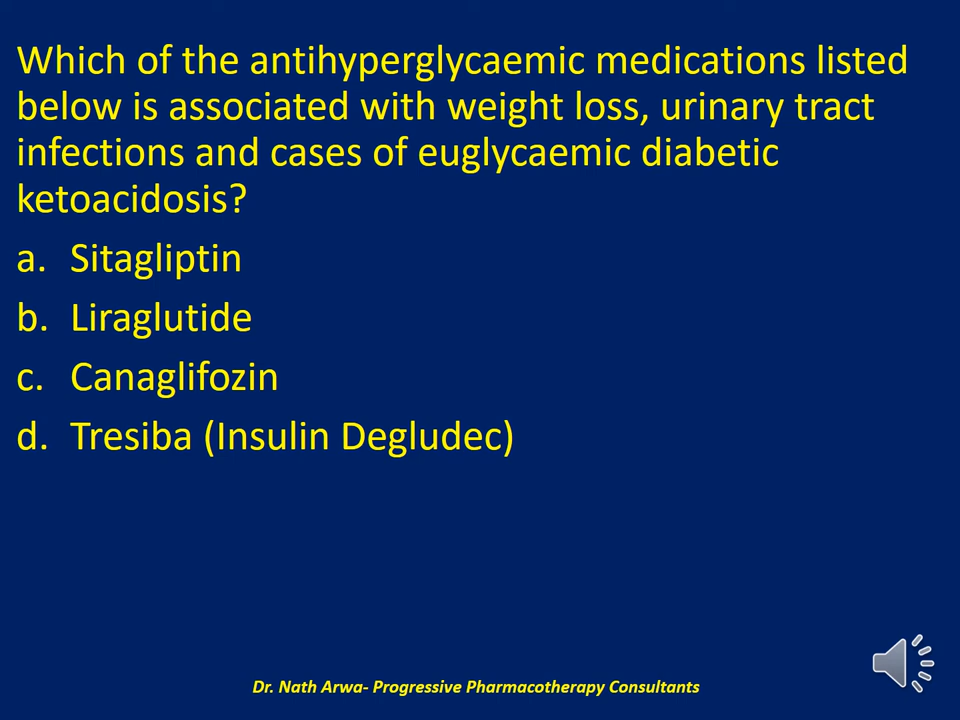 Which of the antihyperglycaemic medications listed
below is associated with weight loss, urinary tract
infections and cases of euglycaemic diabetic
ketoacidosis?
a. Sitagliptin
b. Liraglutide
c. Canaglifozin
d. Tresiba (Insulin Degludec)
Dr. Nath Arwa- Progressive Pharmacotherapy Consultants